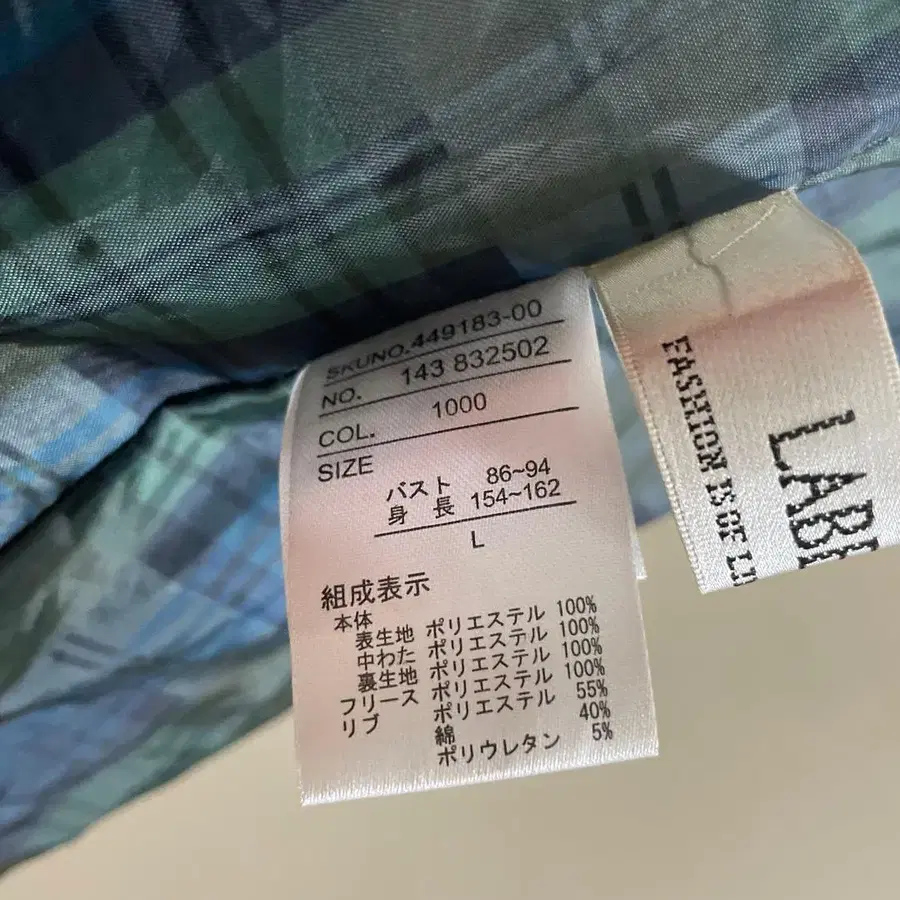 SKUNO.449183-00
NO. 143 832502
COL. 1000
SIZE
バスト 86~94
身長 154~162
L
組成表示
本体
表生地 ポリエステル 100%
中わた ポリエステル 100%
裏生地 ポリエステル 100%
フリース ポリエステル 100%
リブ ポリエステル 55%
綿 40%
ポリウレタン 5%
FASHION IS OF